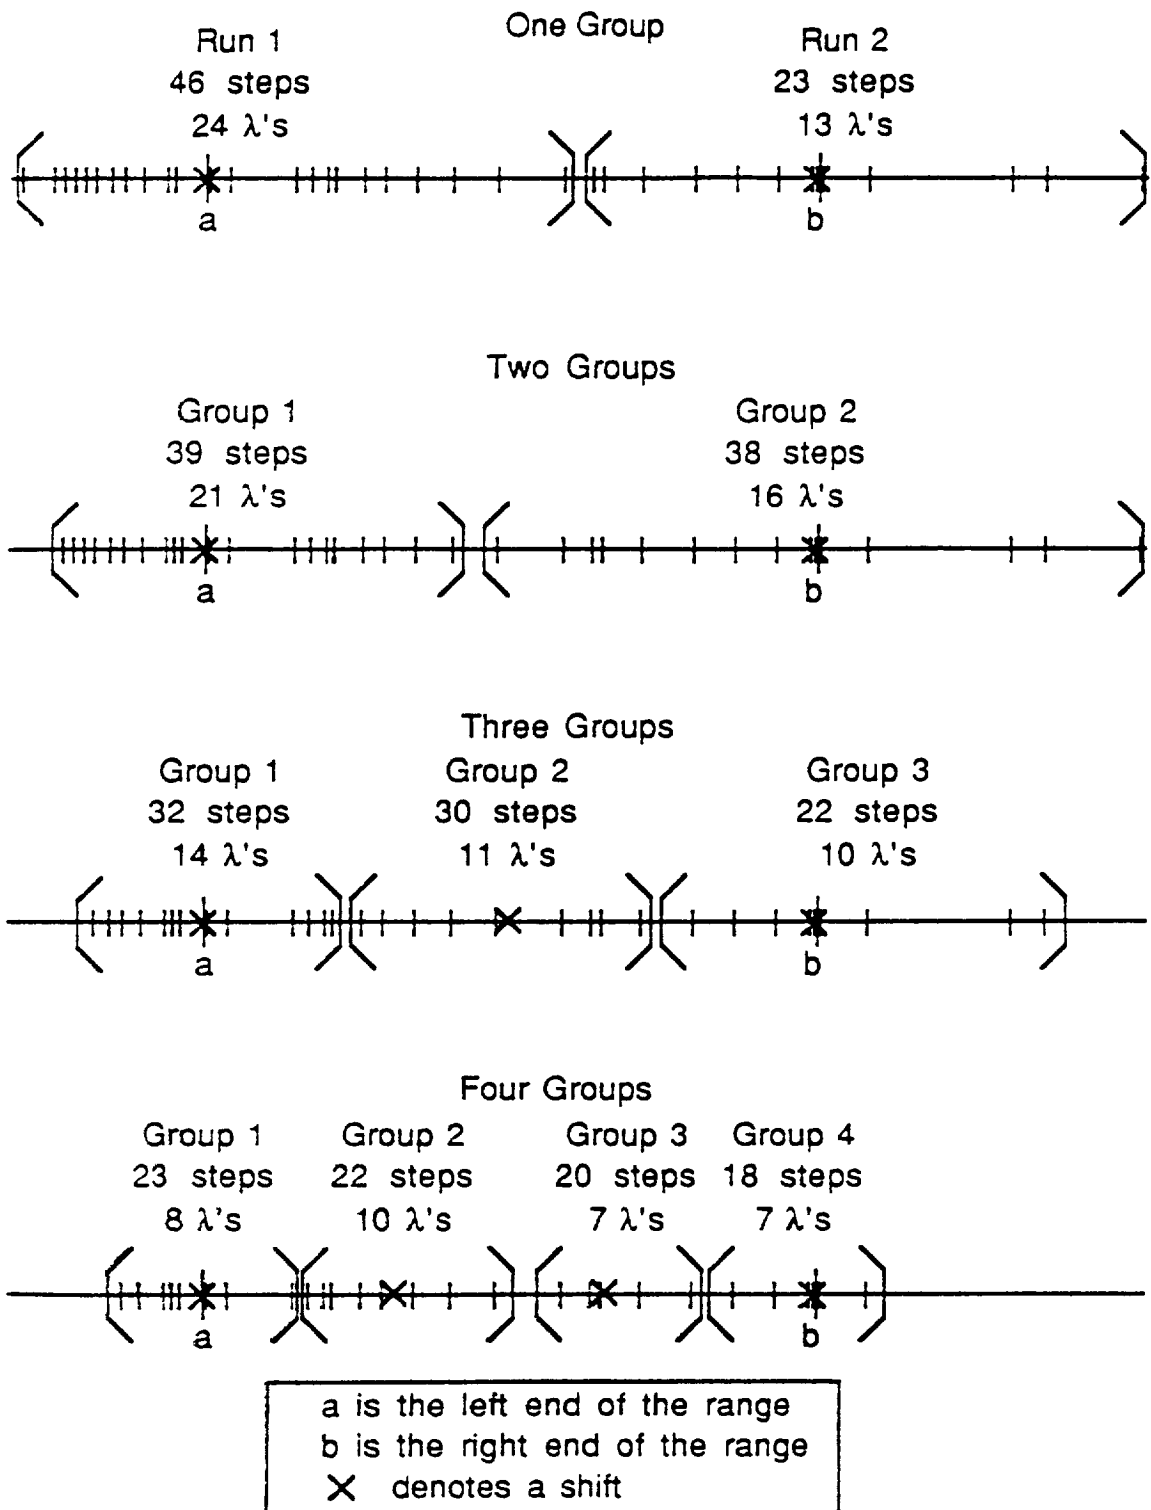 One Group
Run 1
46 steps
24 λ's
Run 2
23 steps
13 λ's
a
b
Two Groups
Group 1
39 steps
21 λ's
Group 2
38 steps
16 λ's
a
b
Three Groups
Group 1
32 steps
14 λ's
Group 2
30 steps
11 λ's
Group 3
22 steps
10 λ's
a
b
Four Groups
Group 1
23 steps
8 λ's
Group 2
22 steps
10 λ's
Group 3
20 steps
7 λ's
Group 4
18 steps
7 λ's
a
b
a is the left end of the range
b is the right end of the range
× denotes a shift